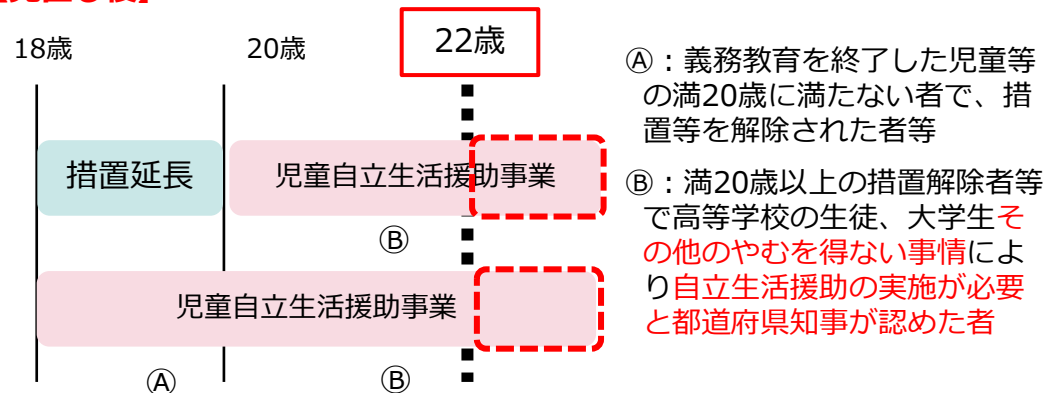 18歳
20歳
22歳
措置延長
児童自立生活援助事業
Ⓑ
児童自立生活援助事業
Ⓐ
Ⓑ
Ⓐ：義務教育を終了した児童等
の満20歳に満たない者で、措
置等を解除された者等
Ⓑ：満20歳以上の措置解除者等
で高等学校の生徒、大学生そ
の他のやむを得ない事情によ
り自立生活援助の実施が必要
と都道府県知事が認めた者